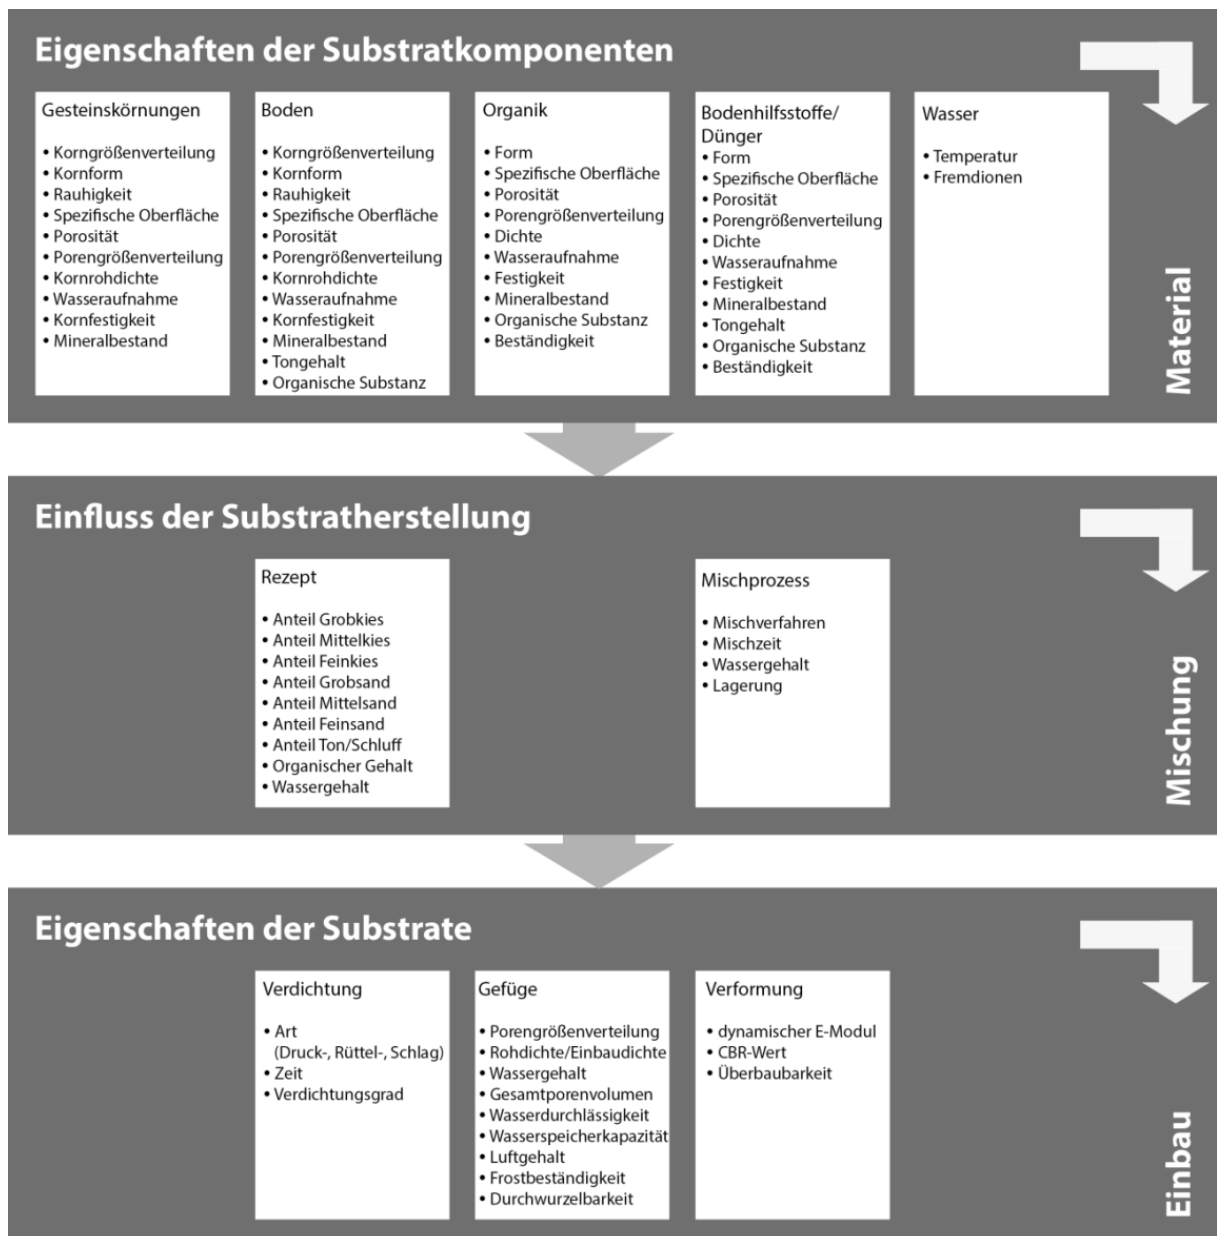 Eigenschaften der Substratkomponenten
Gesteinskörnungen
• Korngrößenverteilung
• Kornform
• Rauhigkeit
• Spezifische Oberfläche
• Porosität
• Porengrößenverteilung
• Kornrohdichte
• Wasseraufnahme
• Kornfestigkeit
• Mineralbestand
Boden
• Korngrößenverteilung
• Kornform
• Rauhigkeit
• Spezifische Oberfläche
• Porosität
• Porengrößenverteilung
• Kornrohdichte
• Wasseraufnahme
• Kornfestigkeit
• Mineralbestand
• Tongehalt
• Organische Substanz
Organik
• Form
• Spezifische Oberfläche
• Porosität
• Porengrößenverteilung
• Dichte
• Wasseraufnahme
• Festigkeit
• Mineralbestand
• Organische Substanz
• Beständigkeit
Bodenhilfsstoffe/
Dünger
• Form
• Spezifische Oberfläche
• Porosität
• Porengrößenverteilung
• Dichte
• Wasseraufnahme
• Festigkeit
• Mineralbestand
• Tongehalt
• Organische Substanz
• Beständigkeit
Wasser
• Temperatur
• Fremdionen
Material
Einfluss der Substratherstellung
Rezept
• Anteil Grobkies
• Anteil Mittelkies
• Anteil Feinkies
• Anteil Grobsand
• Anteil Mittelsand
• Anteil Feinsand
• Anteil Ton/Schluff
• Organischer Gehalt
• Wassergehalt
Mischprozess
• Mischverfahren
• Mischzeit
• Wassergehalt
• Lagerung
Mischung
Eigenschaften der Substrate
Verdichtung
• Art
(Druck-, Rüttel-, Schlag)
• Zeit
• Verdichtungsgrad
Gefüge
• Porengrößenverteilung
• Rohdichte/Einbaudichte
• Wassergehalt
• Gesamtporenvolumen
• Wasserdurchlässigkeit
• Wasserspeicherkapazität
• Luftgehalt
• Frostbeständigkeit
• Durchwurzelbarkeit
Verformung
• dynamischer E-Modul
• CBR-Wert
• Überbaubarkeit
Einbau